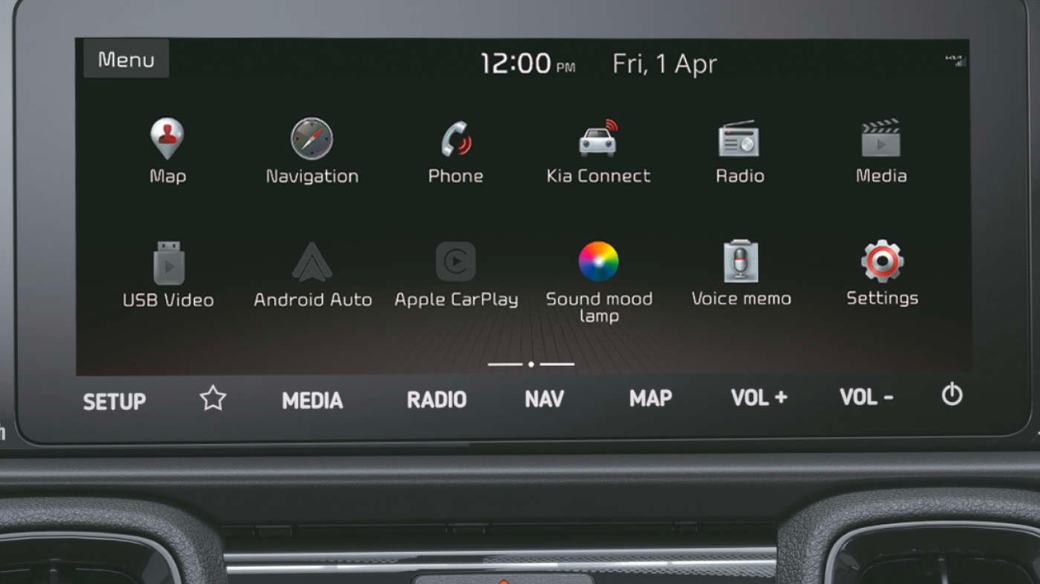 Menu
12:00 PM Fri, 1 Apr
Map Navigation Phone Kia Connect Radio Media
USB Video Android Auto Apple CarPlay Sound mood Voice memo Settings
lamp
SETUP MEDIA RADIO NAV MAP VOL + VOL -